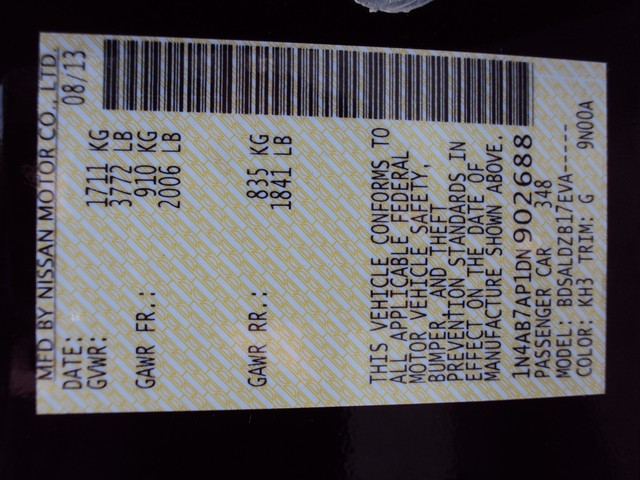 MFD BY NISSAN MOTOR CO., LTD
DATE: 08/13
GVWR: 1711 KG
3772 LB
GAWR FR.: 910 KG
2006 LB
GAWR RR.: 835 KG
1841 LB
THIS VEHICLE CONFORMS TO
ALL APPLICABLE FEDERAL
MOTOR VEHICLE SAFETY,
BUMPER, AND THEFT
PREVENTION STANDARDS IN
EFFECT ON THE DATE OF
MANUFACTURE SHOWN ABOVE.
1N4AB7AP1DN902688
PASSENGER CAR 348
MODEL: BDSALDZB17EVA-----
COLOR: KH3 TRIM: G 9N00A